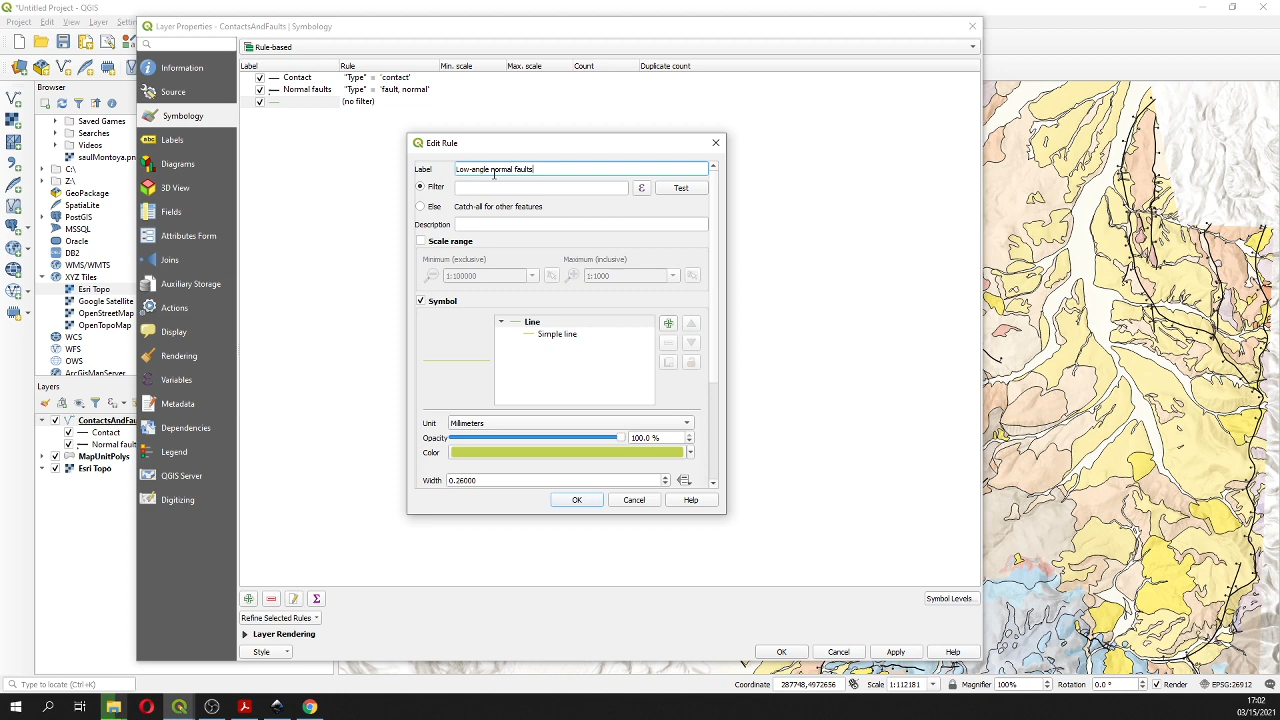 *Untitled Project — QGIS
Project Edit View Layer Settin
Layer Properties - ContactsAndFaults | Symbology
Rule-based
Label Rule Min. scale Max. scale Count Duplicate count
Contact "Type" = 'contact'
Normal faults "Type" = 'fault, normal'
(no filter)
Browser
Saved Games
Searches
Videos
saulMontoya.pn
C:\
Z:\
GeoPackage
SpatiaLite
PostGIS
MSSQL
Oracle
DB2
WMS/WMTS
XYZ Tiles
Esri Topo
Google Satellite
OpenStreetMap
OpenTopoMap
WCS
WFS
OWS
ArcGisMapServer
Layers
ContactsAndFau
Contact
Normal fault
MapUnitPolys
Esri Topo
Information
Source
Symbology
abc Labels
Diagrams
3D View
Fields
Attributes Form
Joins
Auxiliary Storage
Actions
Display
Rendering
Variables
Metadata
Dependencies
Legend
QGIS Server
Digitizing
Edit Rule
Label Low-angle normal faults
Filter ε Test
Else Catch-all for other features
Description
Scale range
Minimum (exclusive) Maximum (inclusive)
1:100000 1:1000
Symbol
Line
Simple line
Unit Millimeters
Opacity 100.0 %
Color
Width 0.26000
OK Cancel Help
Σ
Symbol Levels...
Refine Selected Rules
Layer Rendering
Style OK Cancel Apply Help
Type to locate (Ctrl+K) Coordinate 287748,4972656 Scale 1:112181 Magnifier 100% Rotation 0.0 ° Render EPSG:26912
17:02
03/15/2021